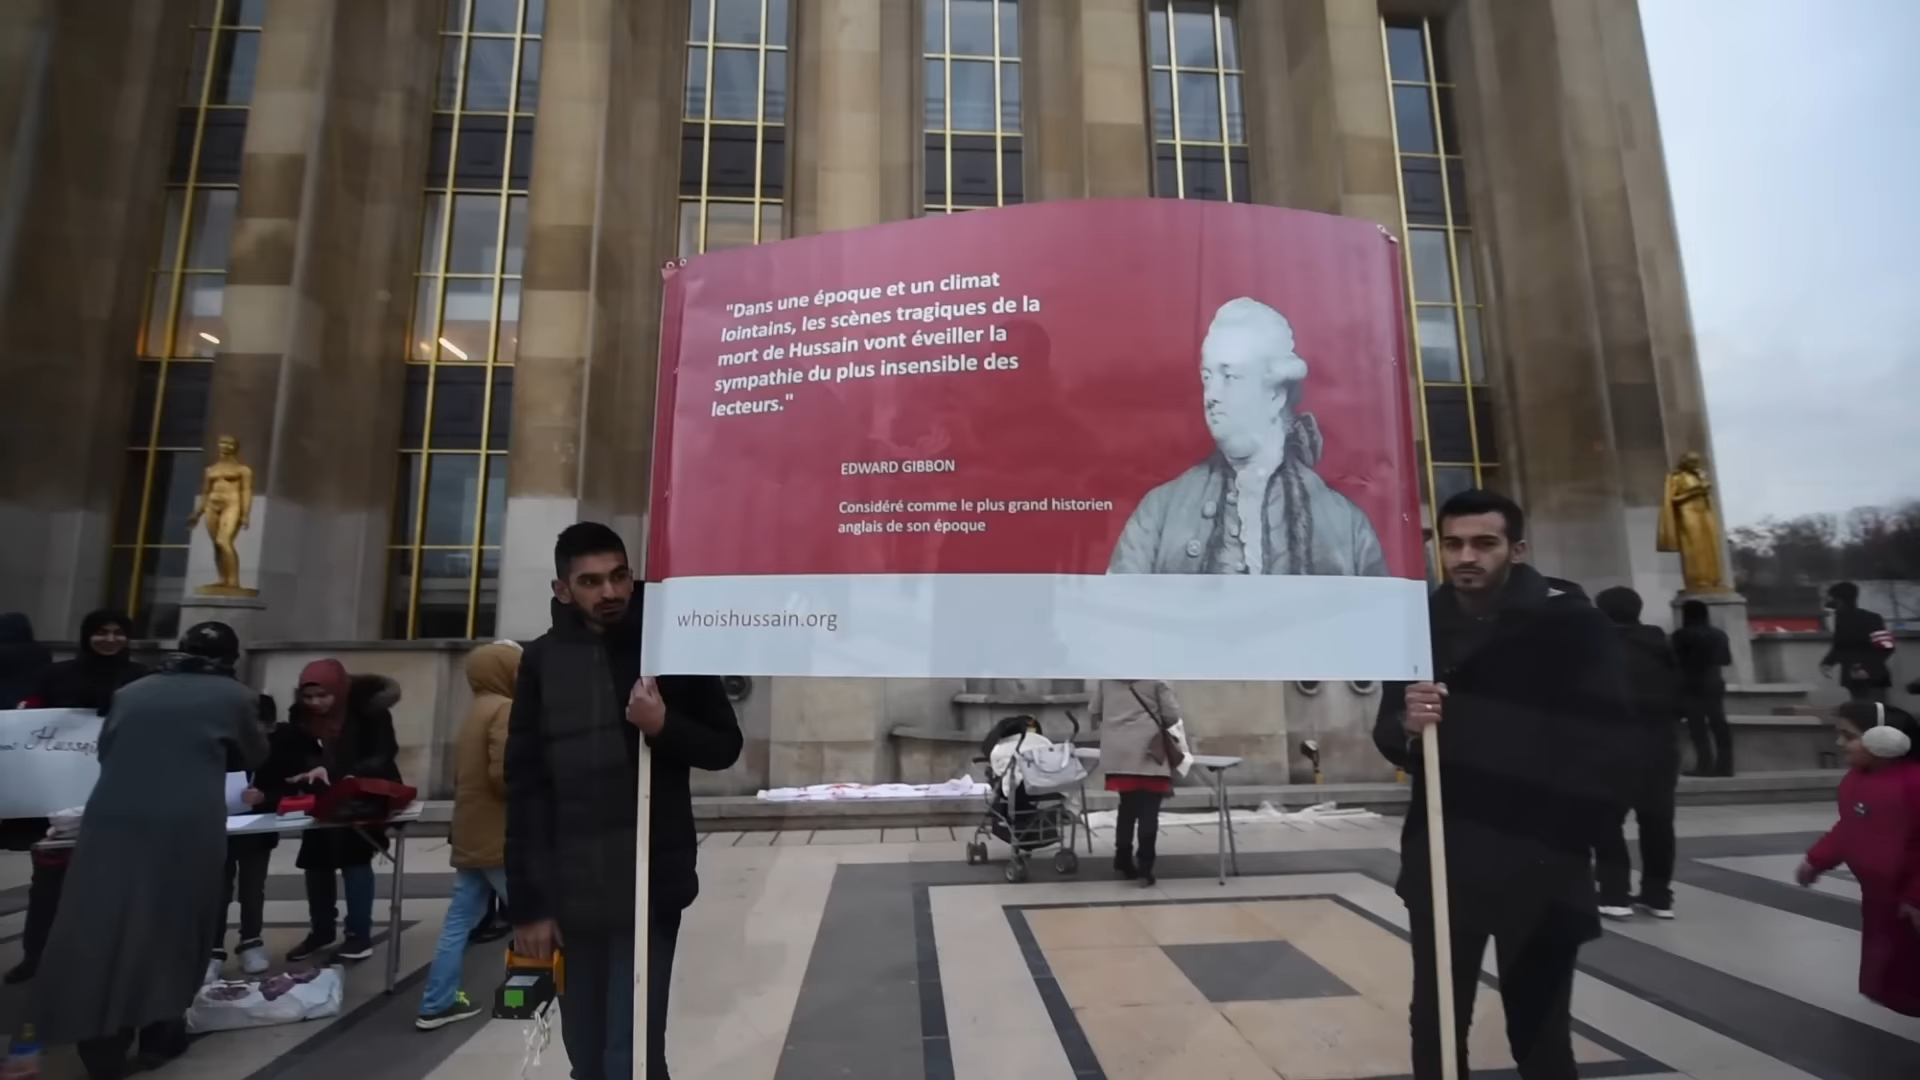 "Dans une époque et un climat
lointains, les scènes tragiques de la
mort de Hussain vont éveiller la
sympathie du plus insensible des
lecteurs."
EDWARD GIBBON
Considéré comme le plus grand historien
anglais de son époque
whoishussain.org